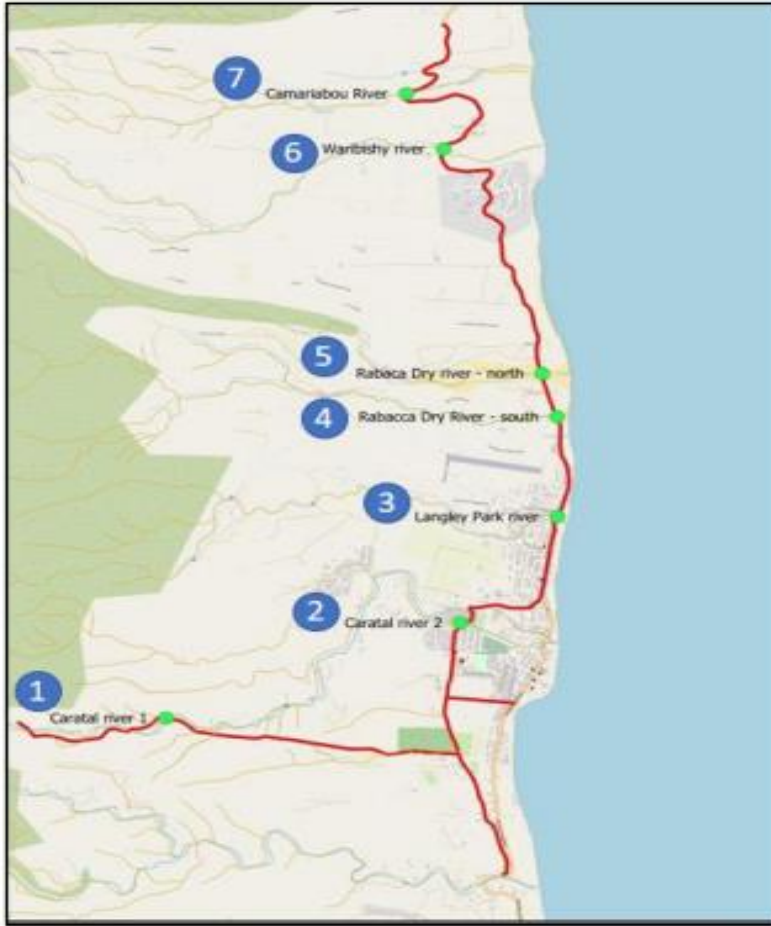 7
Camariabou River
6
Waribishy river
5
Rabaca Dry river - north
4
Rabacca Dry River - south
3
Langley Park river
2
Caratal river 2
1
Caratal river 1